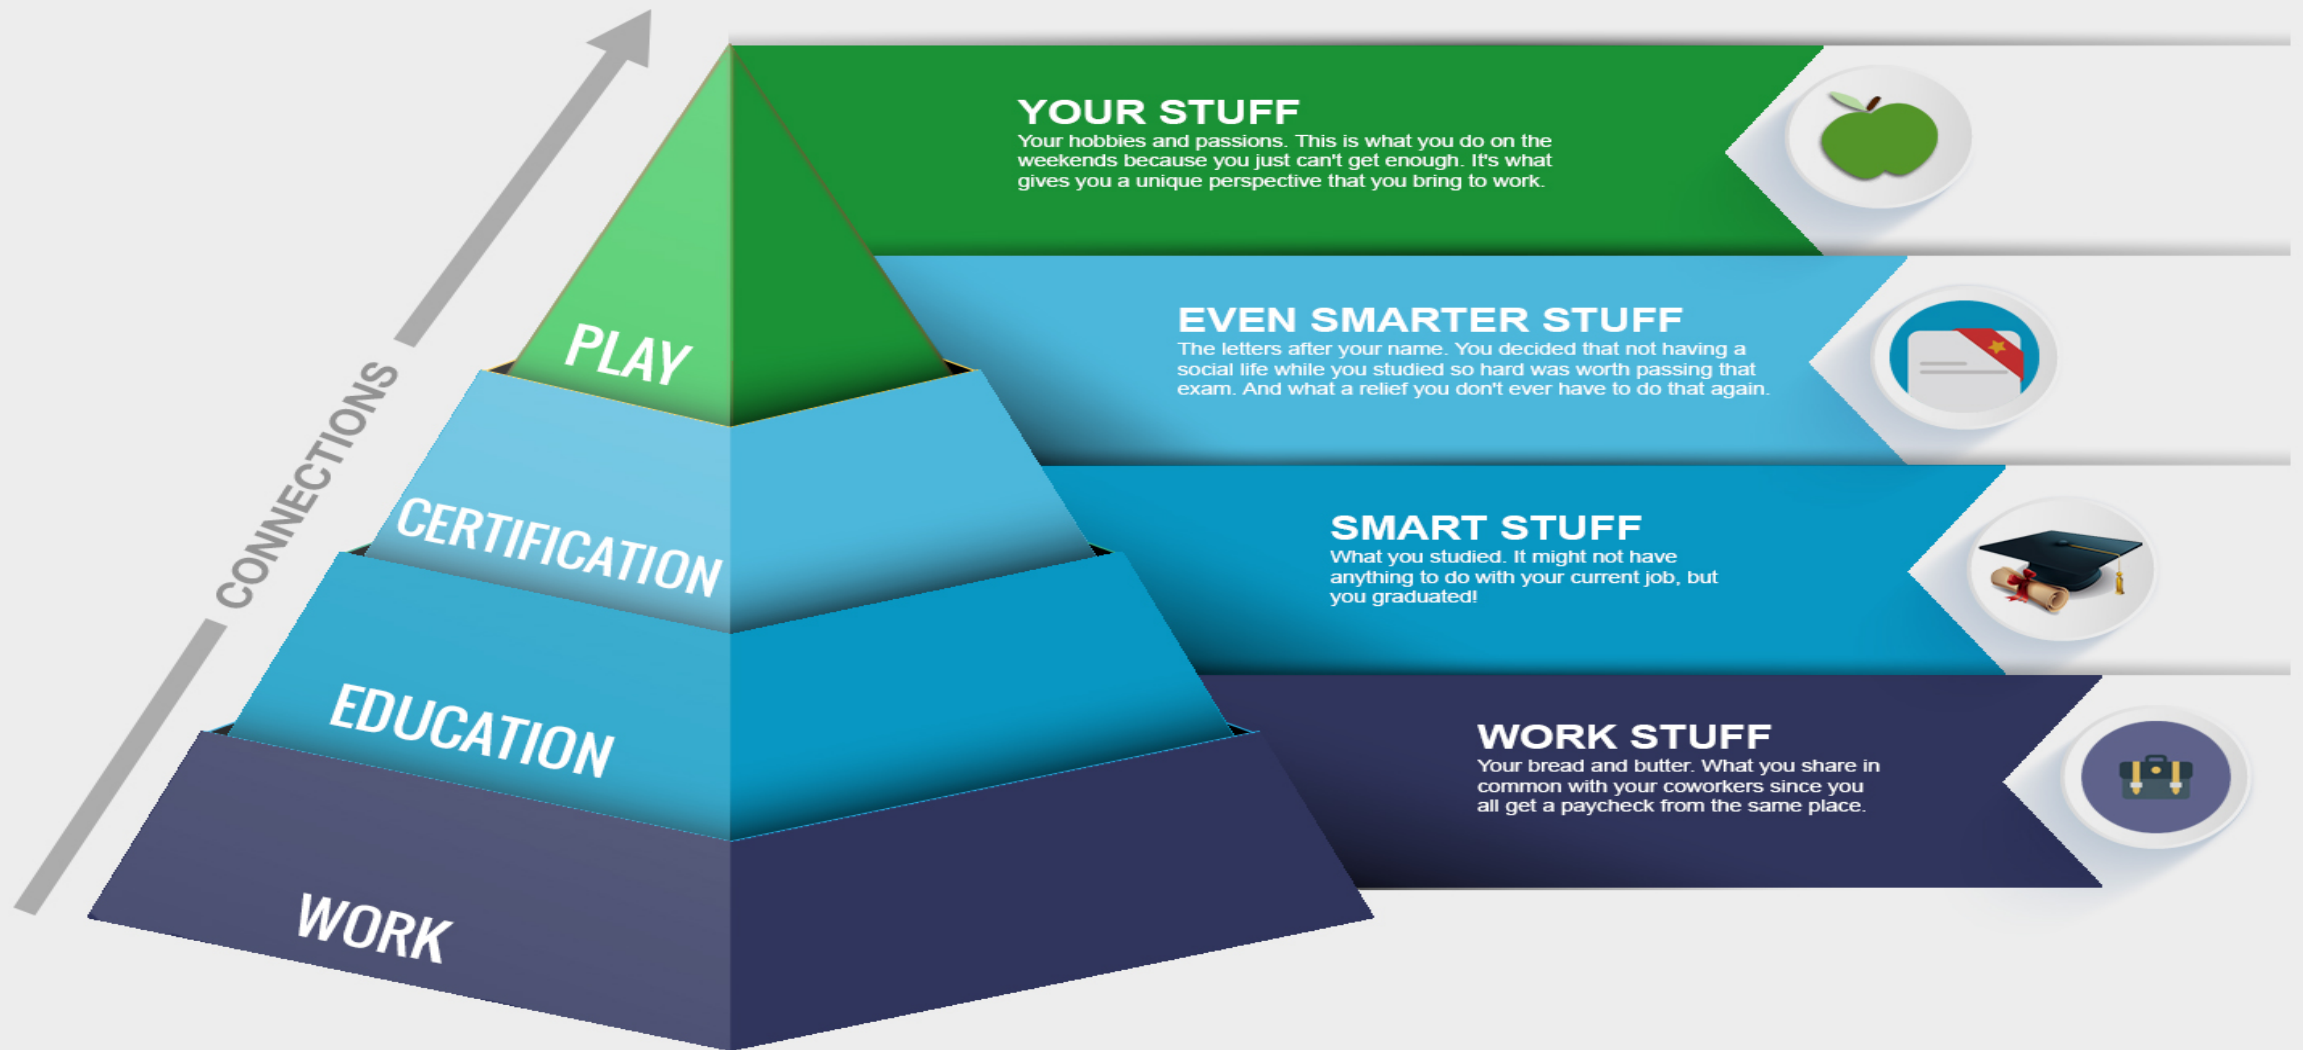 YOUR STUFF
Your hobbies and passions. This is what you do on the
weekends because you just can't get enough. It's what
gives you a unique perspective that you bring to work.
PLAY
EVEN SMARTER STUFF
The letters after your name. You decided that not having a
social life while you studied so hard was worth passing that
exam. And what a relief you don't ever have to do that again.
CONNECTIONS
CERTIFICATION
SMART STUFF
What you studied. It might not have
anything to do with your current job, but
you graduated!
EDUCATION
WORK STUFF
Your bread and butter. What you share in
common with your coworkers since you
all get a paycheck from the same place.
WORK